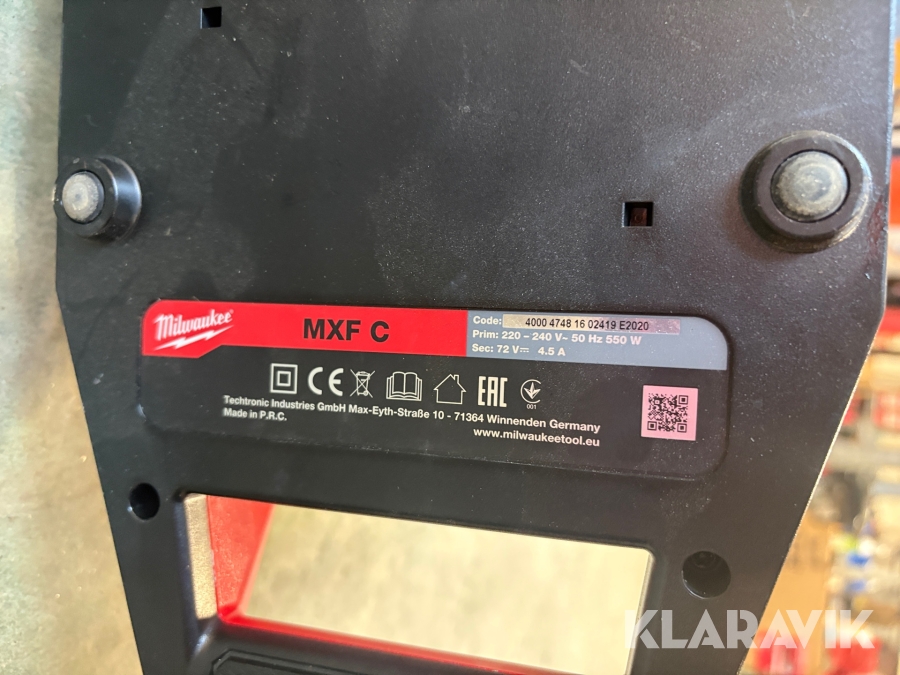 Milwaukee
MXF C
Code: 4000 4748 16 02419 E2020
Prim: 220 – 240 V~ 50 Hz 550 W
Sec: 72 V⎓ 4.5 A
CE
EAC
001
Techtronic Industries GmbH Max-Eyth-Straße 10 - 71364 Winnenden Germany
Made in P.R.C.
www.milwaukeetool.eu
KLARAVIK